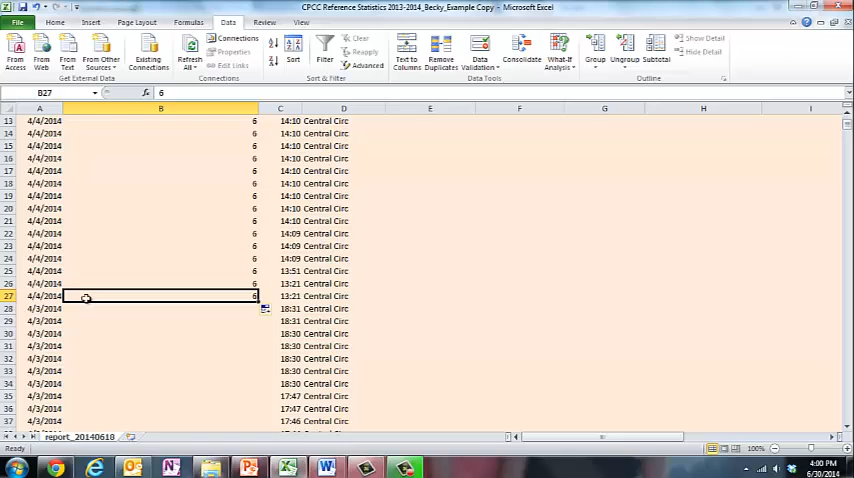 CPCC Reference Statistics 2013-2014_Becky_Example Copy - Microsoft Excel
File Home Insert Page Layout Formulas Data Review View
From Access From Web From Text From Other Sources Existing Connections
Get External Data
Refresh All Connections Properties Edit Links
Connections
Sort Filter Clear Reapply Advanced
Sort & Filter
Text to Columns Remove Duplicates Data Validation Consolidate What-If Analysis
Data Tools
Group Ungroup Subtotal Show Detail Hide Detail
Outline
B27 fx 6
A B C D E F G H I
13 4/4/2014 6 14:10 Central Circ
14 4/4/2014 6 14:10 Central Circ
15 4/4/2014 6 14:10 Central Circ
16 4/4/2014 6 14:10 Central Circ
17 4/4/2014 6 14:10 Central Circ
18 4/4/2014 6 14:10 Central Circ
19 4/4/2014 6 14:10 Central Circ
20 4/4/2014 6 14:10 Central Circ
21 4/4/2014 6 14:10 Central Circ
22 4/4/2014 6 14:09 Central Circ
23 4/4/2014 6 14:09 Central Circ
24 4/4/2014 6 14:09 Central Circ
25 4/4/2014 6 13:51 Central Circ
26 4/4/2014 6 13:21 Central Circ
27 4/4/2014 6 13:21 Central Circ
28 4/3/2014 18:31 Central Circ
29 4/3/2014 18:31 Central Circ
30 4/3/2014 18:30 Central Circ
31 4/3/2014 18:30 Central Circ
32 4/3/2014 18:30 Central Circ
33 4/3/2014 18:30 Central Circ
34 4/3/2014 18:30 Central Circ
35 4/3/2014 17:47 Central Circ
36 4/3/2014 17:47 Central Circ
37 4/3/2014 17:46 Central Circ
report_20140618
Ready 100%
4:00 PM
6/30/2014